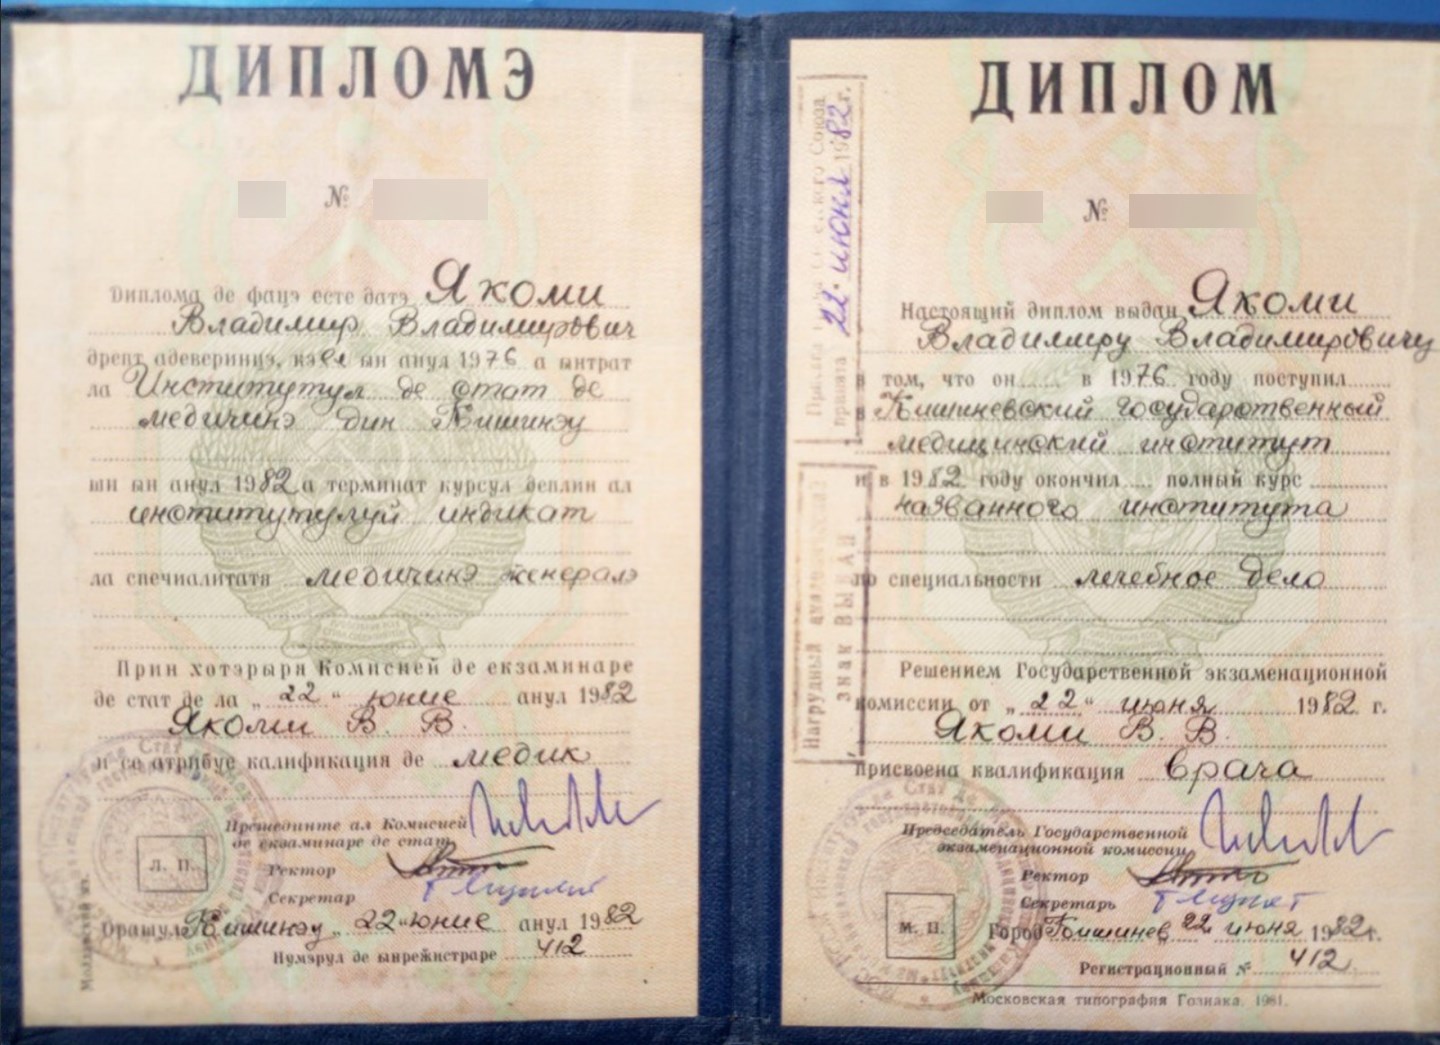 ДИПЛОМЭ
№
Диплома де фацэ есте датэ Якоми
Владимир Владимирович
дрепт адеверинцэ, кэ ел ын анул 1976 а ынтрат
ла Институтул де стат де
медичинэ дин Кишинэу
ши ын анул 1982 а терминат курсул деплин ал
институтулуй индикат
ла специалитатя медичинэ женералэ
Прин хотэрыря Комисией де екзаминаре
де стат де ла „22“ юние анул 1982
Якоми В. В.
и се атрибуе калификация де медик
Прешединте ал Комисией
де екзаминаре де стат
Л. П.
Ректор
Секретар
Орашул Кишинэу „22“ юние анул 1982
Нумэрул де ынрежистраре 412
ДИПЛОМ
№
Настоящий диплом выдан Якоми
Владимиру Владимировичу
в том, что он в 1976 году поступил
в Кишиневский государственный
медицинский институт
и в 1982 году окончил полный курс
названного института
по специальности лечебное дело
Решением Государственной экзаменационной
комиссии от „22“ июня 1982 г.
Якоми В. В.
присвоена квалификация врача
Председатель Государственной
экзаменационной комиссии
Ректор
Секретарь
М. П.
Город Кишинев 22 июня 1982 г.
Регистрационный № 412
Московская типография Гознака. 1981.
Советского Союза
принята 22 июня 1982 г.
Нагрудный
знак ВЫДАН